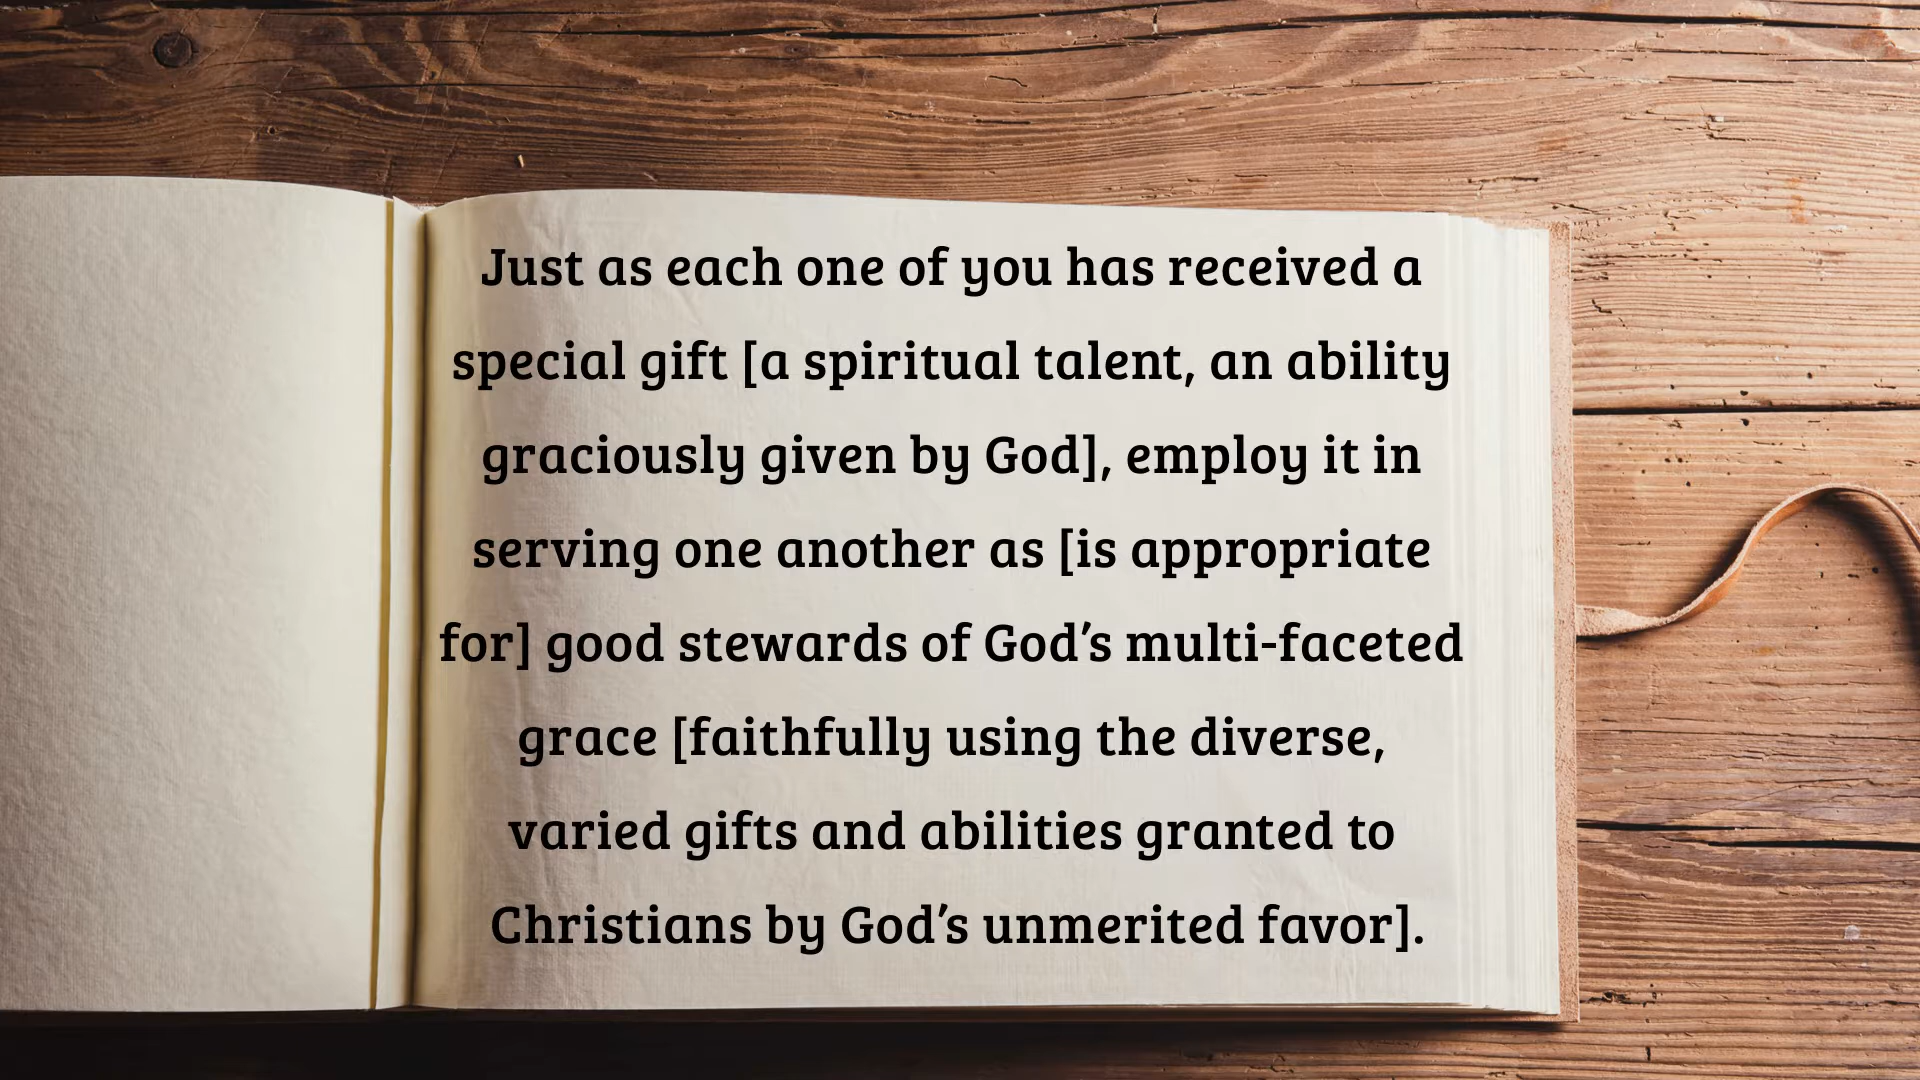 Just as each one of you has received a
special gift [a spiritual talent, an ability
graciously given by God], employ it in
serving one another as [is appropriate
for] good stewards of God’s multi-faceted
grace [faithfully using the diverse,
varied gifts and abilities granted to
Christians by God’s unmerited favor].